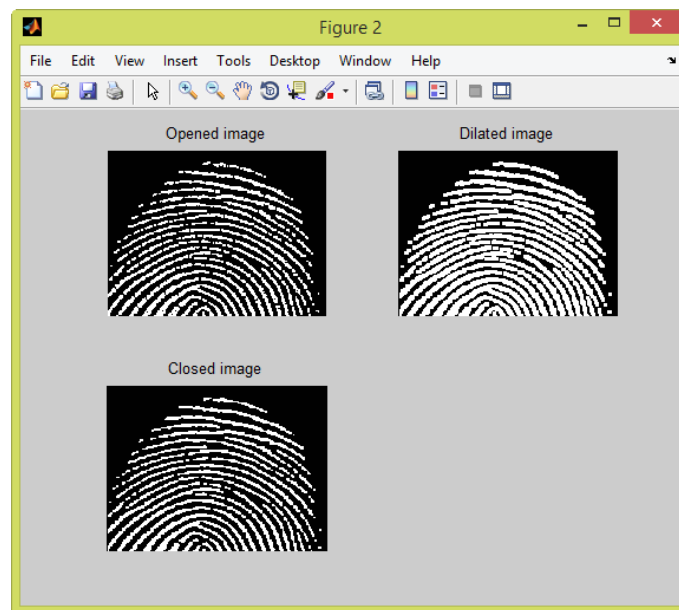 Figure 2
File Edit View Insert Tools Desktop Window Help
Opened image
Dilated image
Closed image